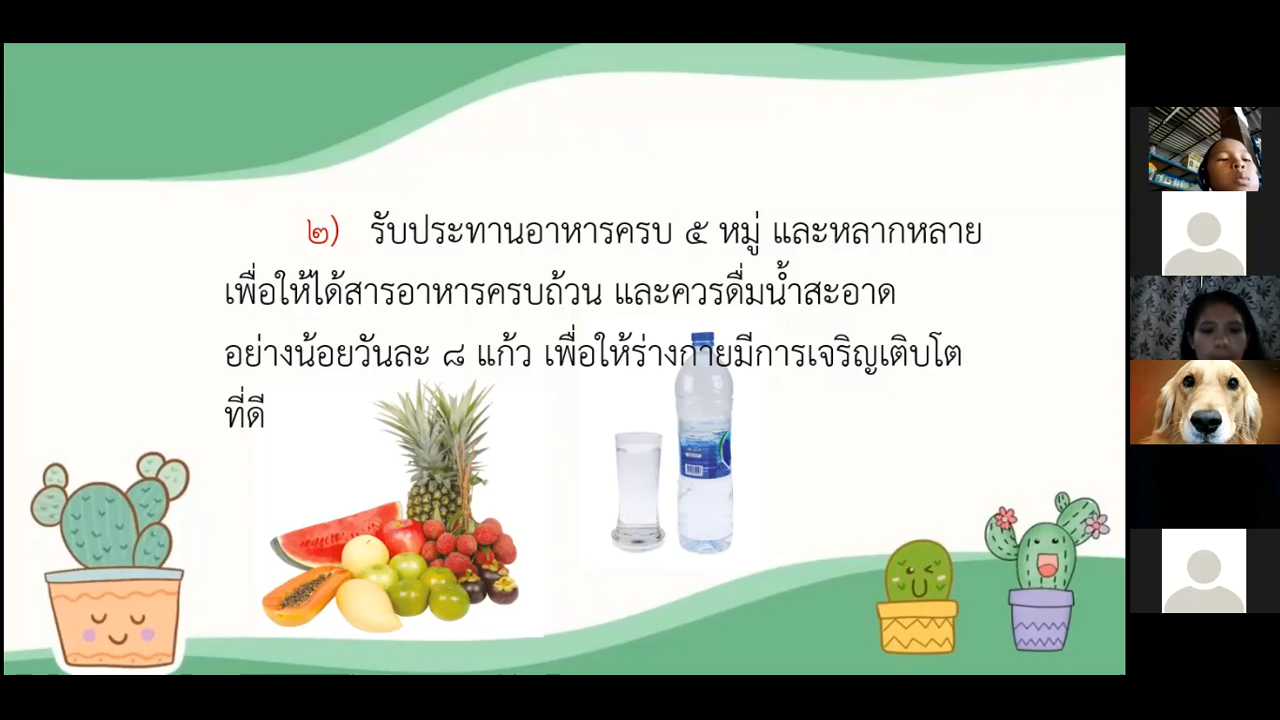 ๒) รับประทานอาหารครบ ๕ หมู่ และหลากหลาย
เพื่อให้ได้สารอาหารครบถ้วน และควรดื่มน้ำสะอาด
อย่างน้อยวันละ ๘ แก้ว เพื่อให้ร่างกายมีการเจริญเติบโต
ที่ดี